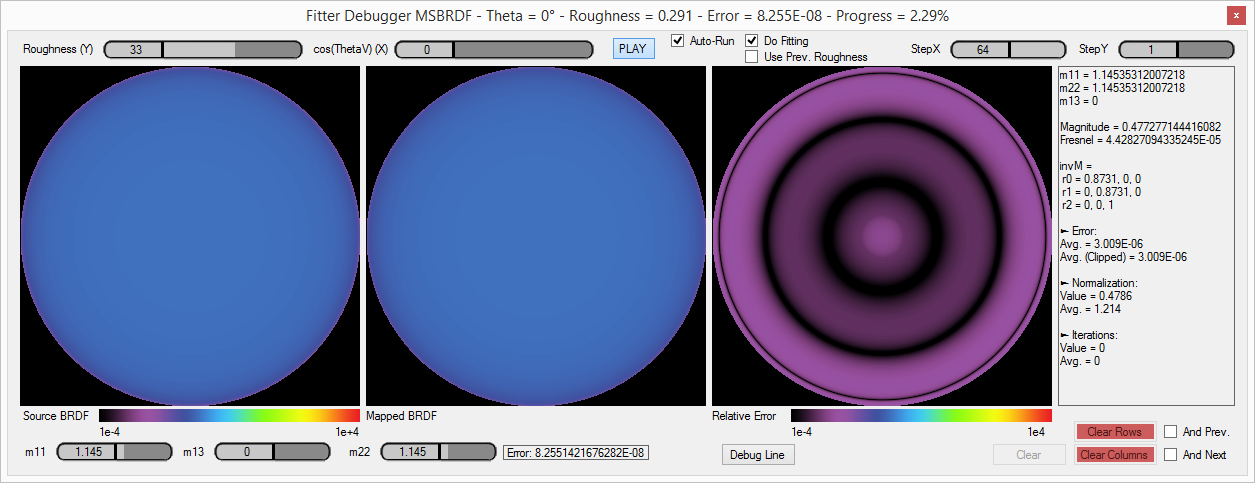 Fitter Debugger MSBRDF - Theta = 0° - Roughness = 0.291 - Error = 8.255E-08 - Progress = 2.29%
x
Roughness (Y) 33 cos(ThetaV) (X) 0 PLAY Auto-Run Do Fitting StepX 64 StepY 1
Use Prev. Roughness
m11 = 1.14535312007218
m22 = 1.14535312007218
m13 = 0
Magnitude = 0.477277144416082
Fresnel = 4.42827094335245E-05
invM =
r0 = 0.8731, 0, 0
r1 = 0, 0.8731, 0
r2 = 0, 0, 1
► Error:
Avg. = 3.009E-06
Avg. (Clipped) = 3.009E-06
► Normalization:
Value = 0.4786
Avg. = 1.214
► Iterations:
Value = 0
Avg. = 0
Source BRDF Mapped BRDF Relative Error
1e-4 1e+4 1e-4 1e4
Clear Rows And Prev.
m11 1.145 m13 0 m22 1.145 Error: 8.2551421676282E-08 Debug Line Clear Clear Columns And Next